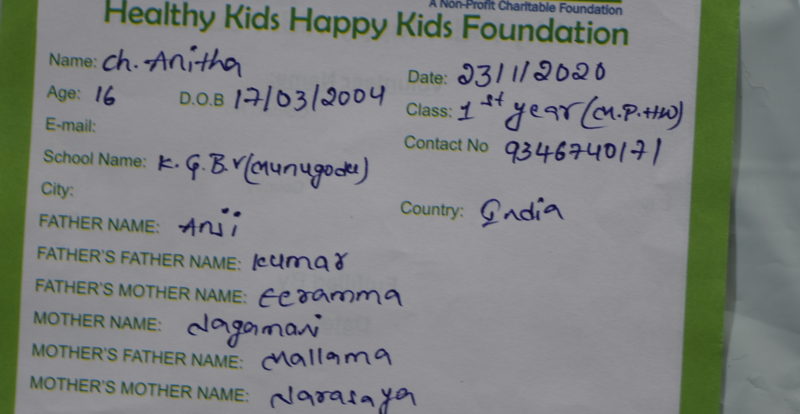 A Non-Profit Charitable Foundation
Healthy Kids Happy Kids Foundation
Name: Ch. Anitha
Date: 23/1/2020
Age: 16 D.O.B 17/03/2004
Class: 1st year (M.P.HW)
E-mail:
Contact No 9346740171
School Name: K.G.B.V (Munugode)
City:
Country: India
FATHER NAME: Anji
FATHER'S FATHER NAME: Kumar
FATHER'S MOTHER NAME: Eeramma
MOTHER NAME: Nagamani
MOTHER'S FATHER NAME: Mallama
MOTHER'S MOTHER NAME: Narasaya